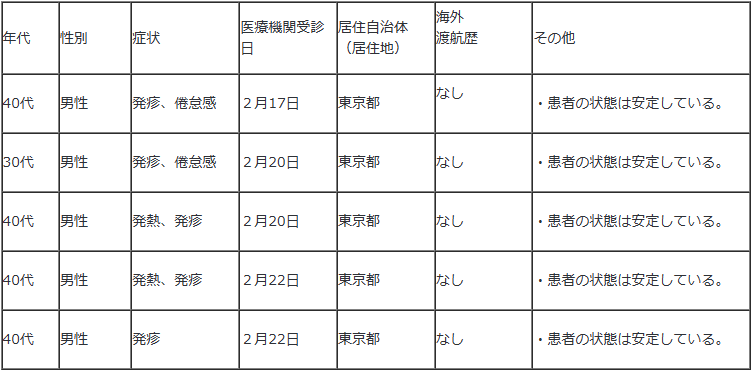 年代 性別 症状 医療機関受診日 居住自治体（居住地） 海外渡航歴 その他
40代 男性 発疹、倦怠感 ２月17日 東京都 なし ・患者の状態は安定している。
30代 男性 発疹、倦怠感 ２月20日 東京都 なし ・患者の状態は安定している。
40代 男性 発熱、発疹 ２月20日 東京都 なし ・患者の状態は安定している。
40代 男性 発熱、発疹 ２月22日 東京都 なし ・患者の状態は安定している。
40代 男性 発疹 ２月22日 東京都 なし ・患者の状態は安定している。